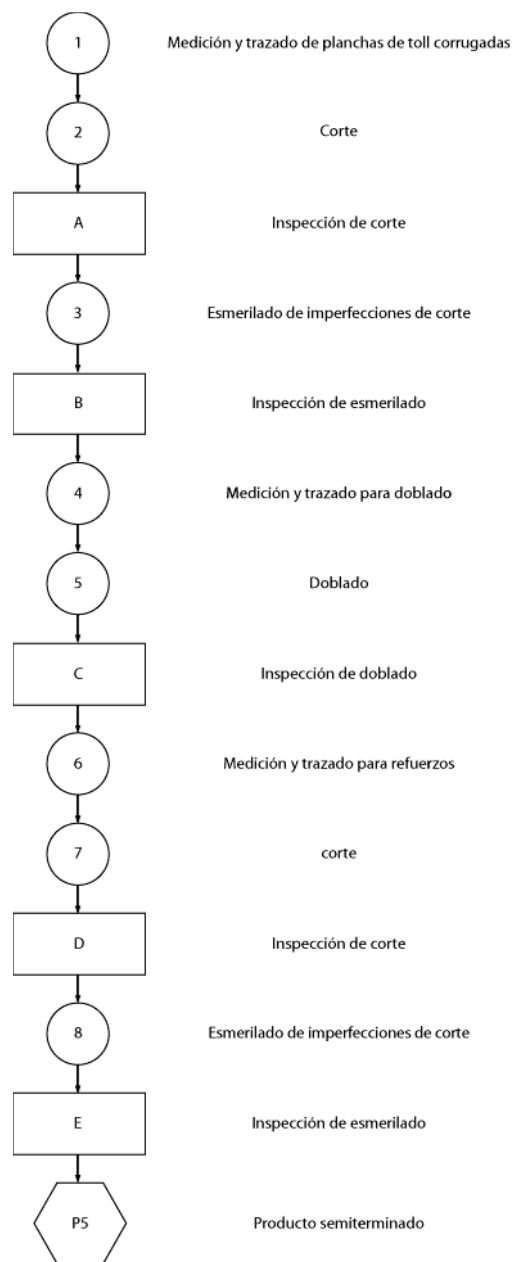 1 Medición y trazado de planchas de toll corrugadas
2 Corte
A Inspección de corte
3 Esmerilado de imperfecciones de corte
B Inspección de esmerilado
4 Medición y trazado para doblado
5 Doblado
C Inspección de doblado
6 Medición y trazado para refuerzos
7 corte
D Inspección de corte
8 Esmerilado de imperfecciones de corte
E Inspección de esmerilado
P5 Producto semiterminado